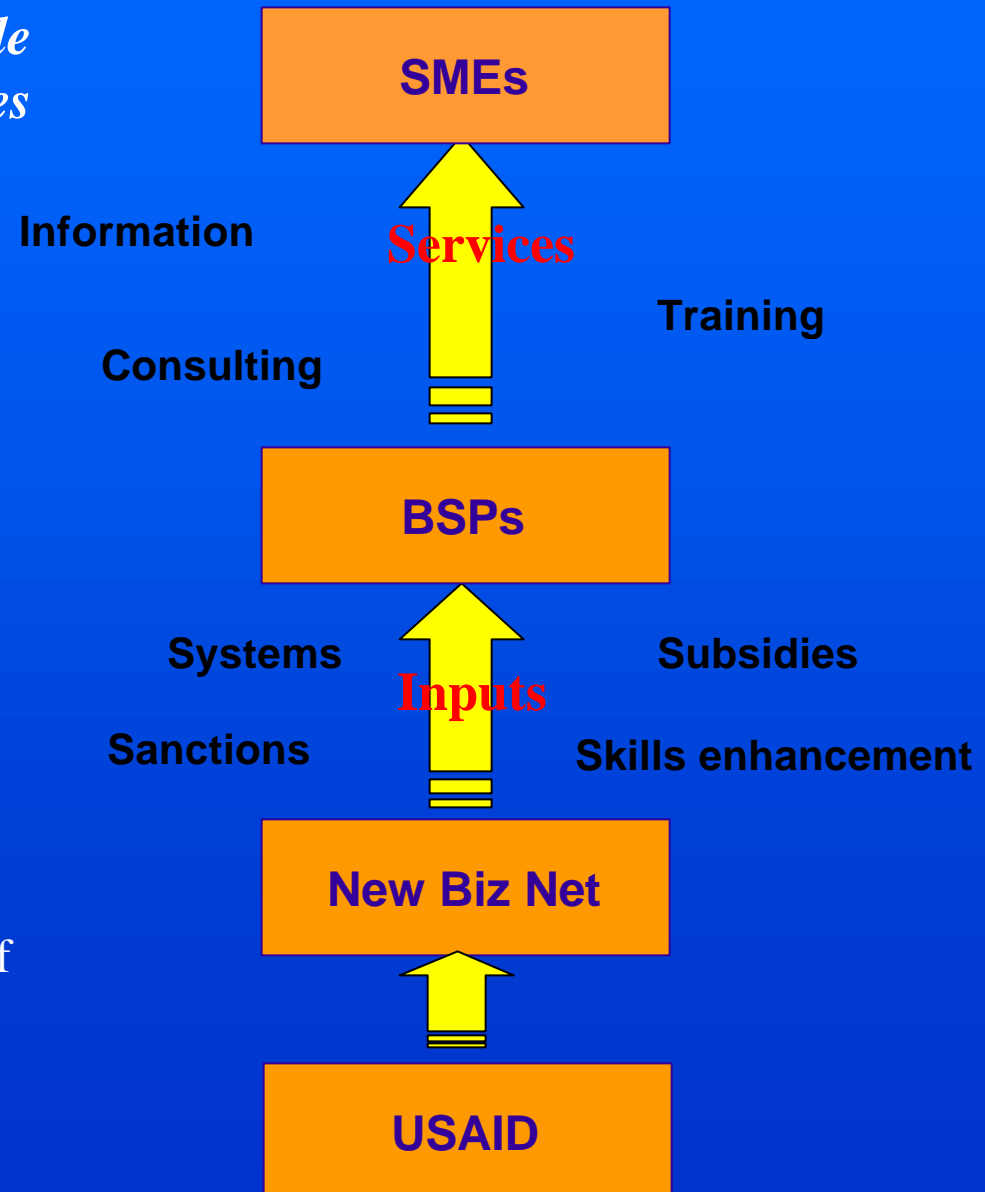 SMEs
Information
Services
Training
Consulting
BSPs
Systems
Subsidies
Inputs
Sanctions
Skills enhancement
New Biz Net
USAID